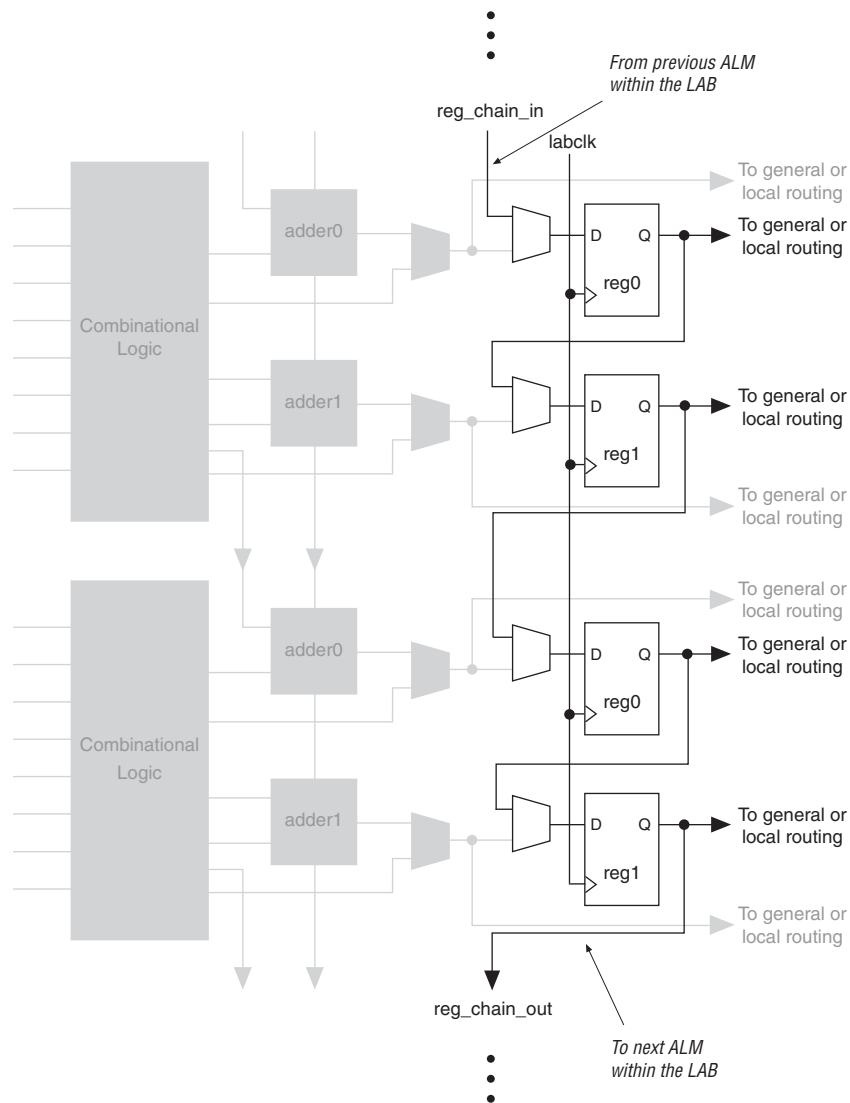 From previous ALM
within the LAB
reg_chain_in
labclk
To general or
local routing
adder0
D Q
To general or
local routing
reg0
Combinational
Logic
adder1
D Q
To general or
local routing
reg1
To general or
local routing
To general or
local routing
adder0
D Q
To general or
local routing
reg0
Combinational
Logic
adder1
D Q
To general or
local routing
reg1
To general or
local routing
reg_chain_out
To next ALM
within the LAB